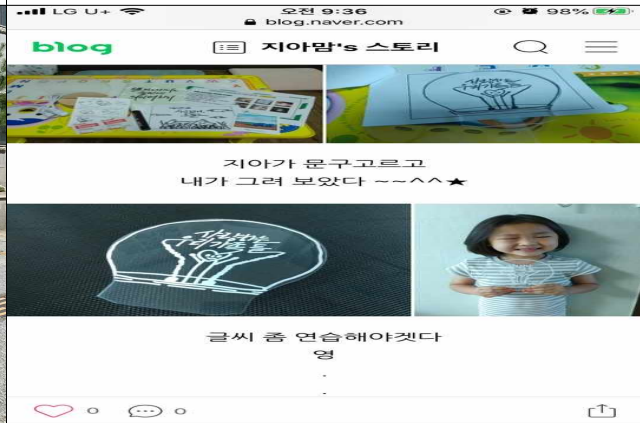 LG U+ 오전 9:36 98%
blog.naver.com
blog 지아맘's 스토리
지아가 문구고르고
내가 그려 보았다 ~~^^★
글씨 좀 연습해야겟다
영
.
.
0 0